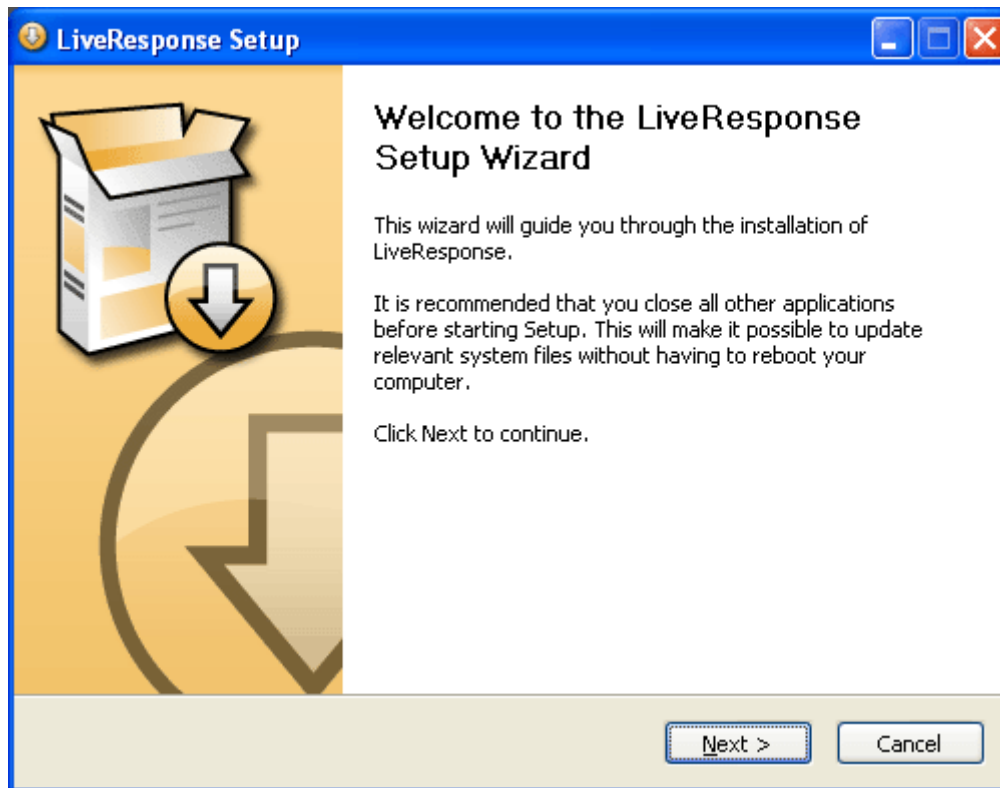 LiveResponse Setup
Welcome to the LiveResponse
Setup Wizard
This wizard will guide you through the installation of
LiveResponse.
It is recommended that you close all other applications
before starting Setup. This will make it possible to update
relevant system files without having to reboot your
computer.
Click Next to continue.
Next >
Cancel